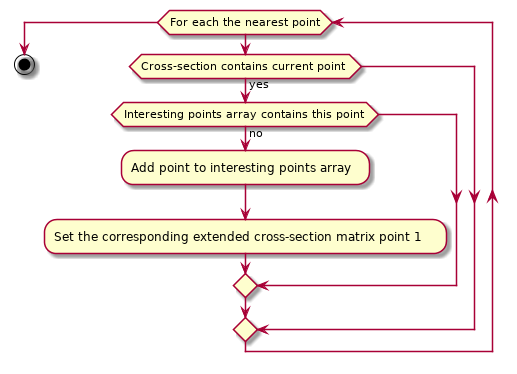 For each the nearest point
Cross-section contains current point
yes
Interesting points array contains this point
no
Add point to interesting points array
Set the corresponding extended cross-section matrix point 1